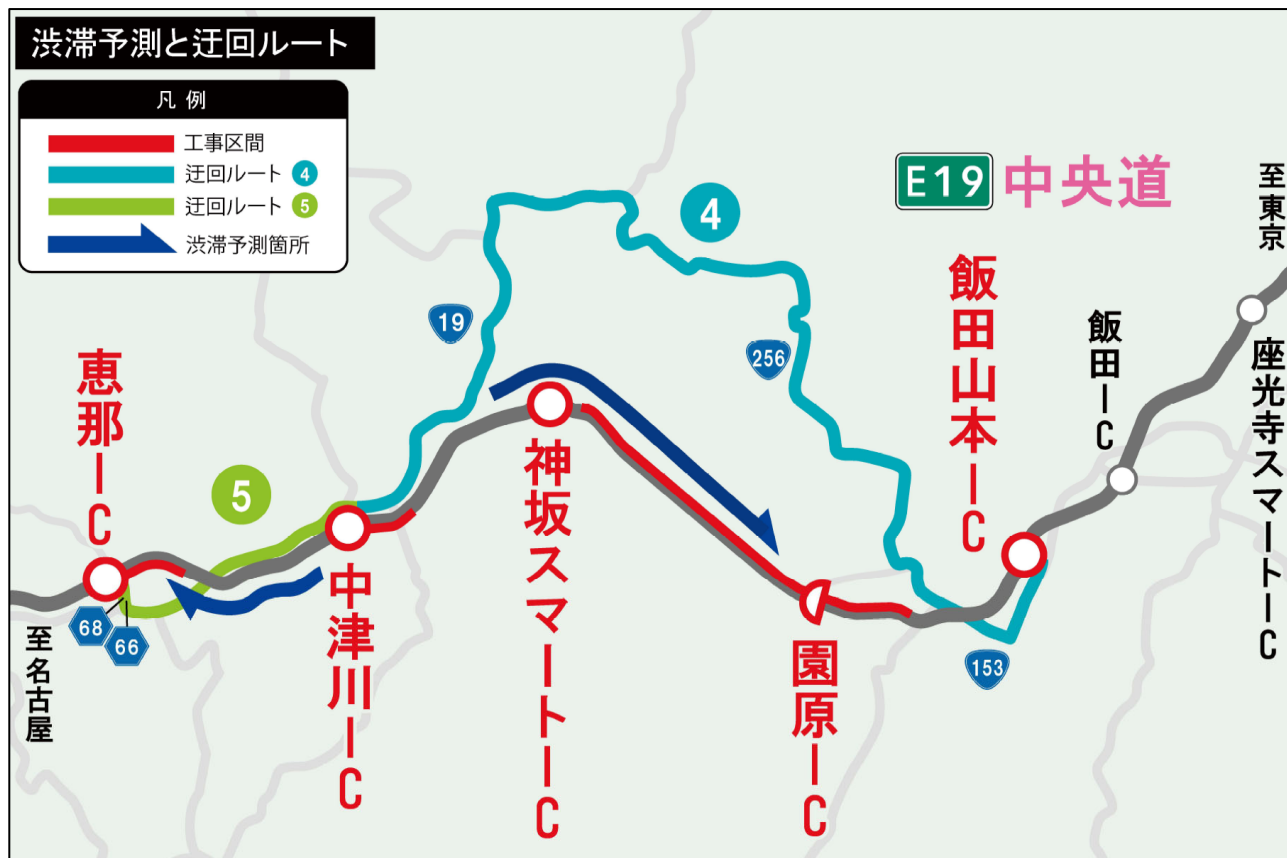 渋滞予測と迂回ルート
凡例
工事区間
迂回ルート 4
迂回ルート 5
渋滞予測箇所
E19 中央道
至東京
4
19
256
飯田山本IC
飯田IC
座光寺スマートIC
恵那IC
5
神坂スマートIC
中津川IC
園原IC
68
66
153
至名古屋